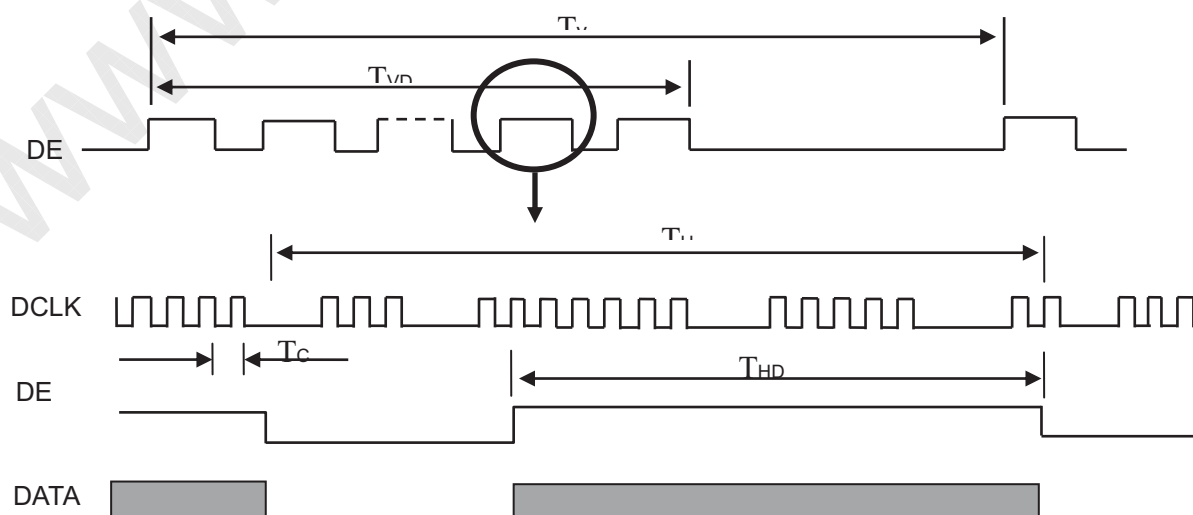 TVD
DE
DCLK
TC
THD
DE
DATA